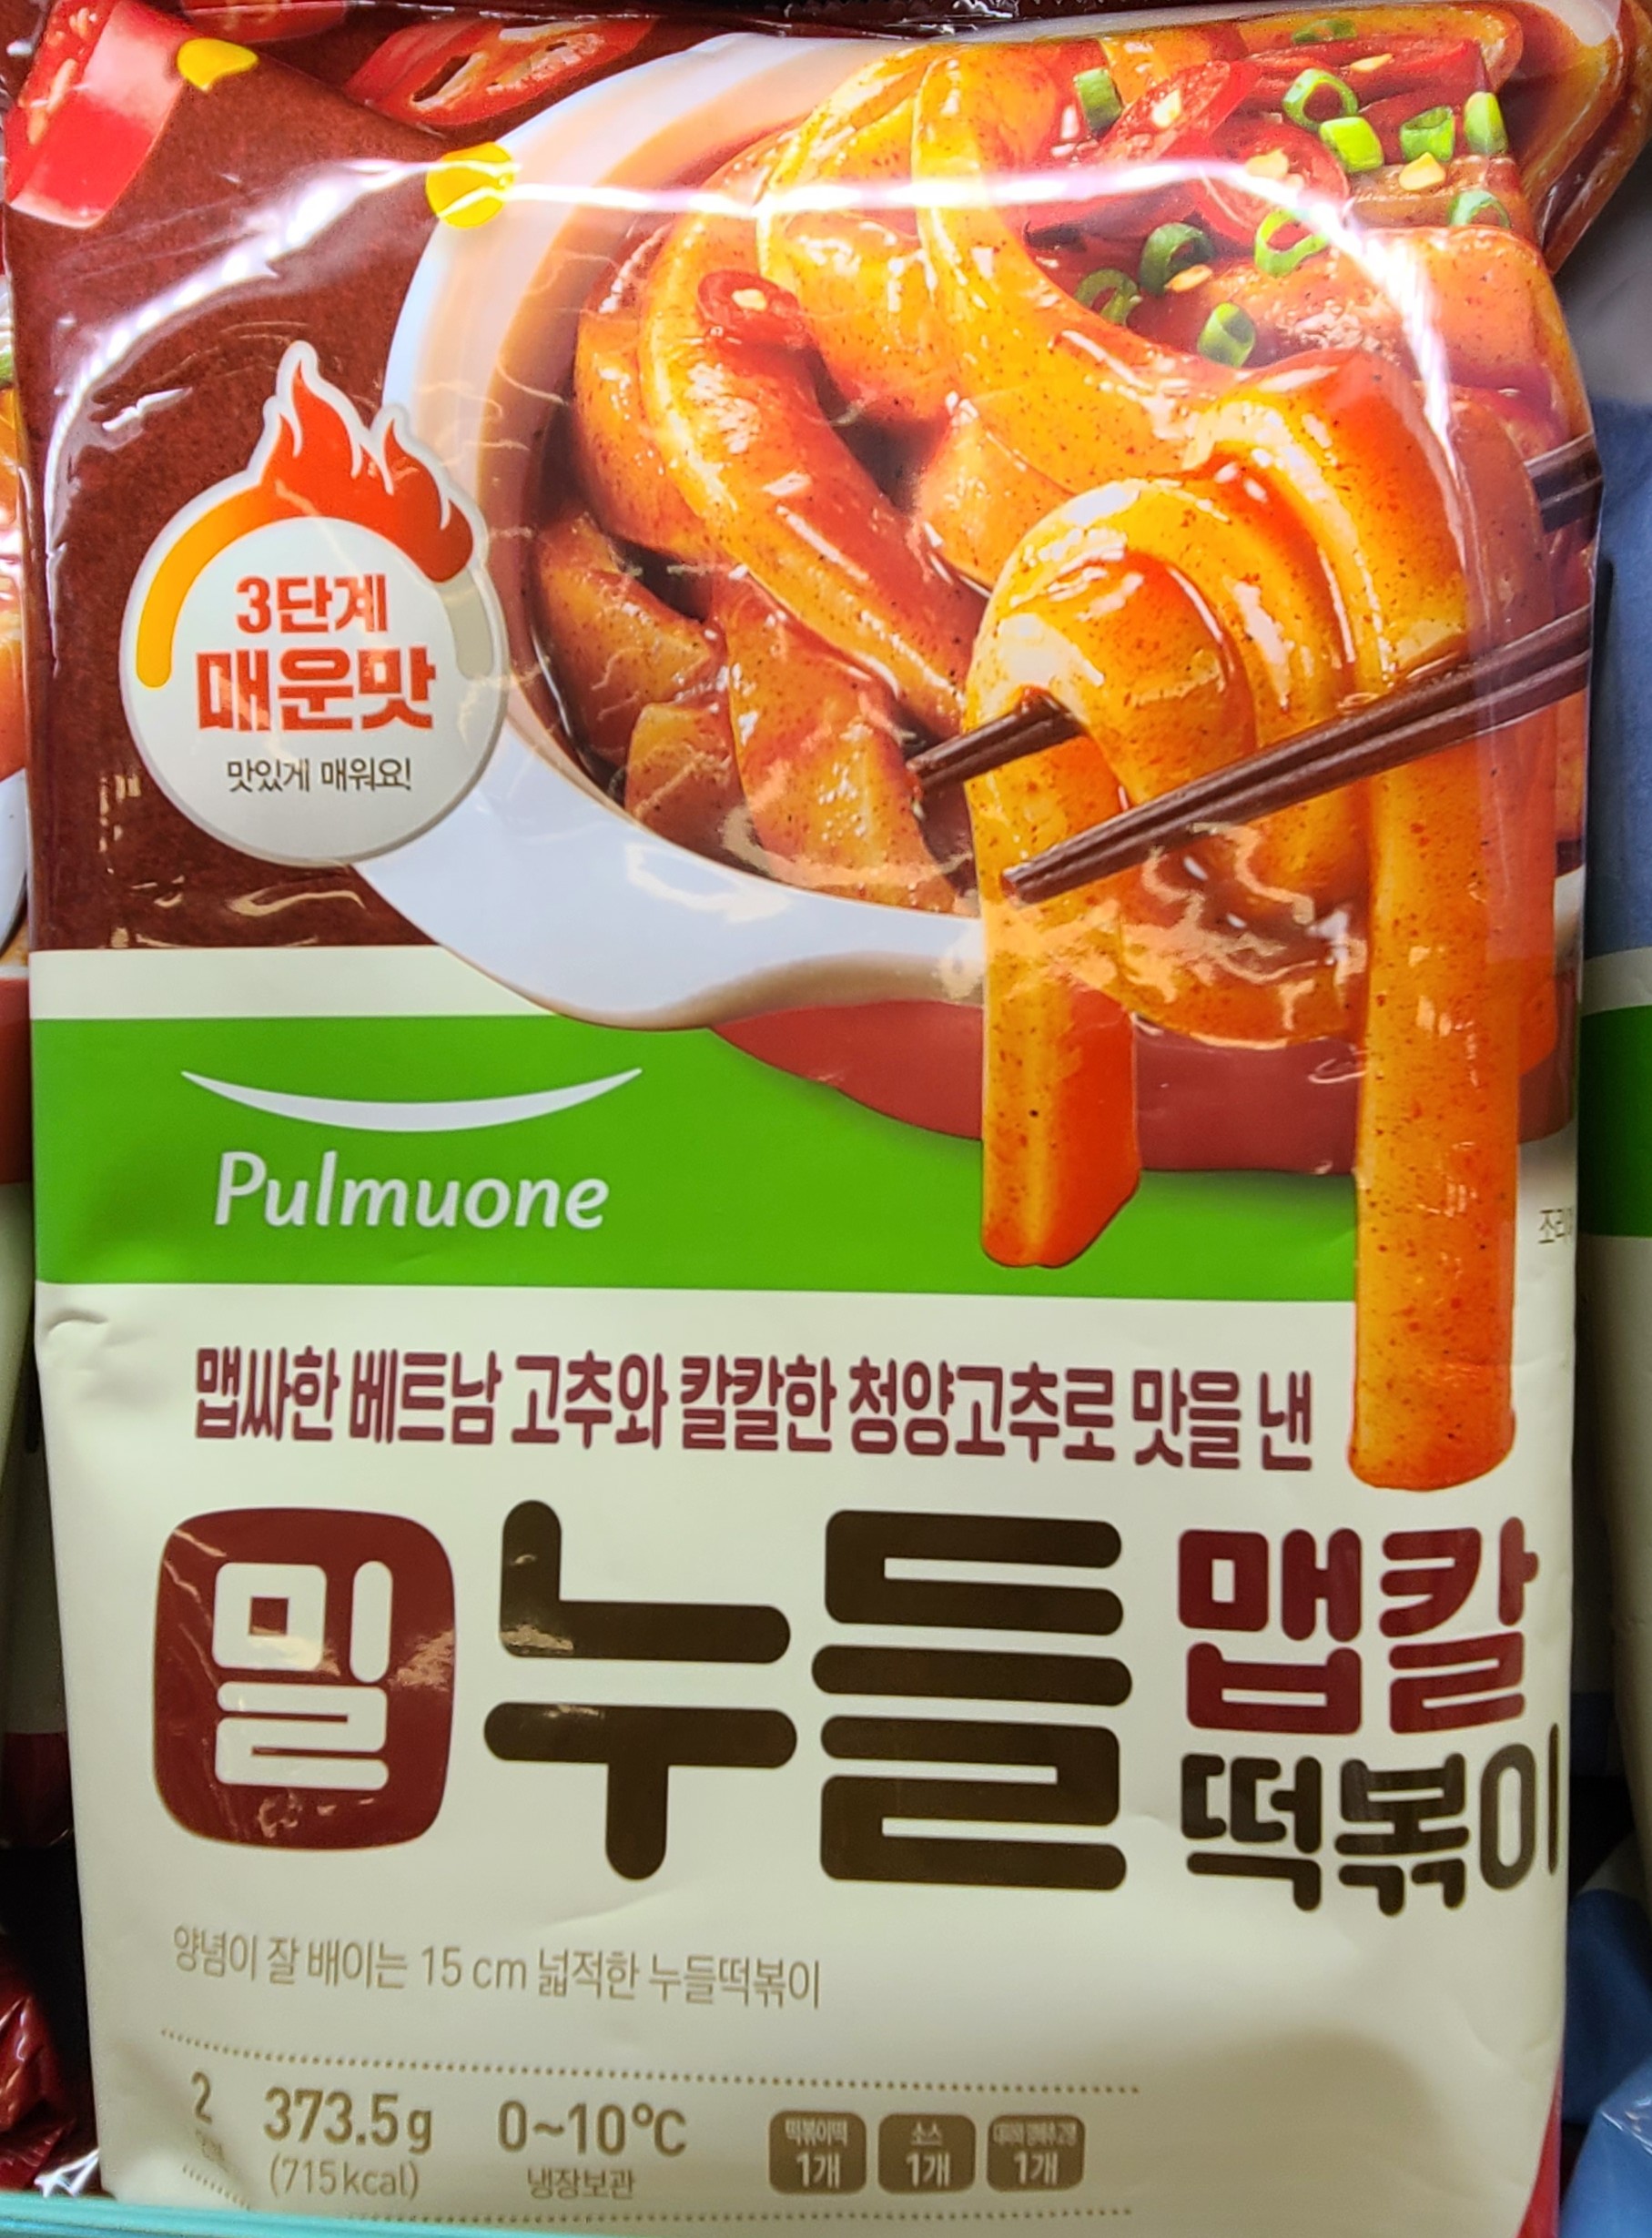 3단계
매운맛
맛있게 매워요!
Pulmuone
맵싸한 베트남 고추와 칼칼한 청양고추로 맛을 낸
밀누들 맵칼
떡볶이
양념이 잘 배이는 15 cm 넓적한 누들떡볶이
2 373.5g 0~10℃
(715kcal) 냉장보관
떡볶이떡 소스
1개 1개 1개